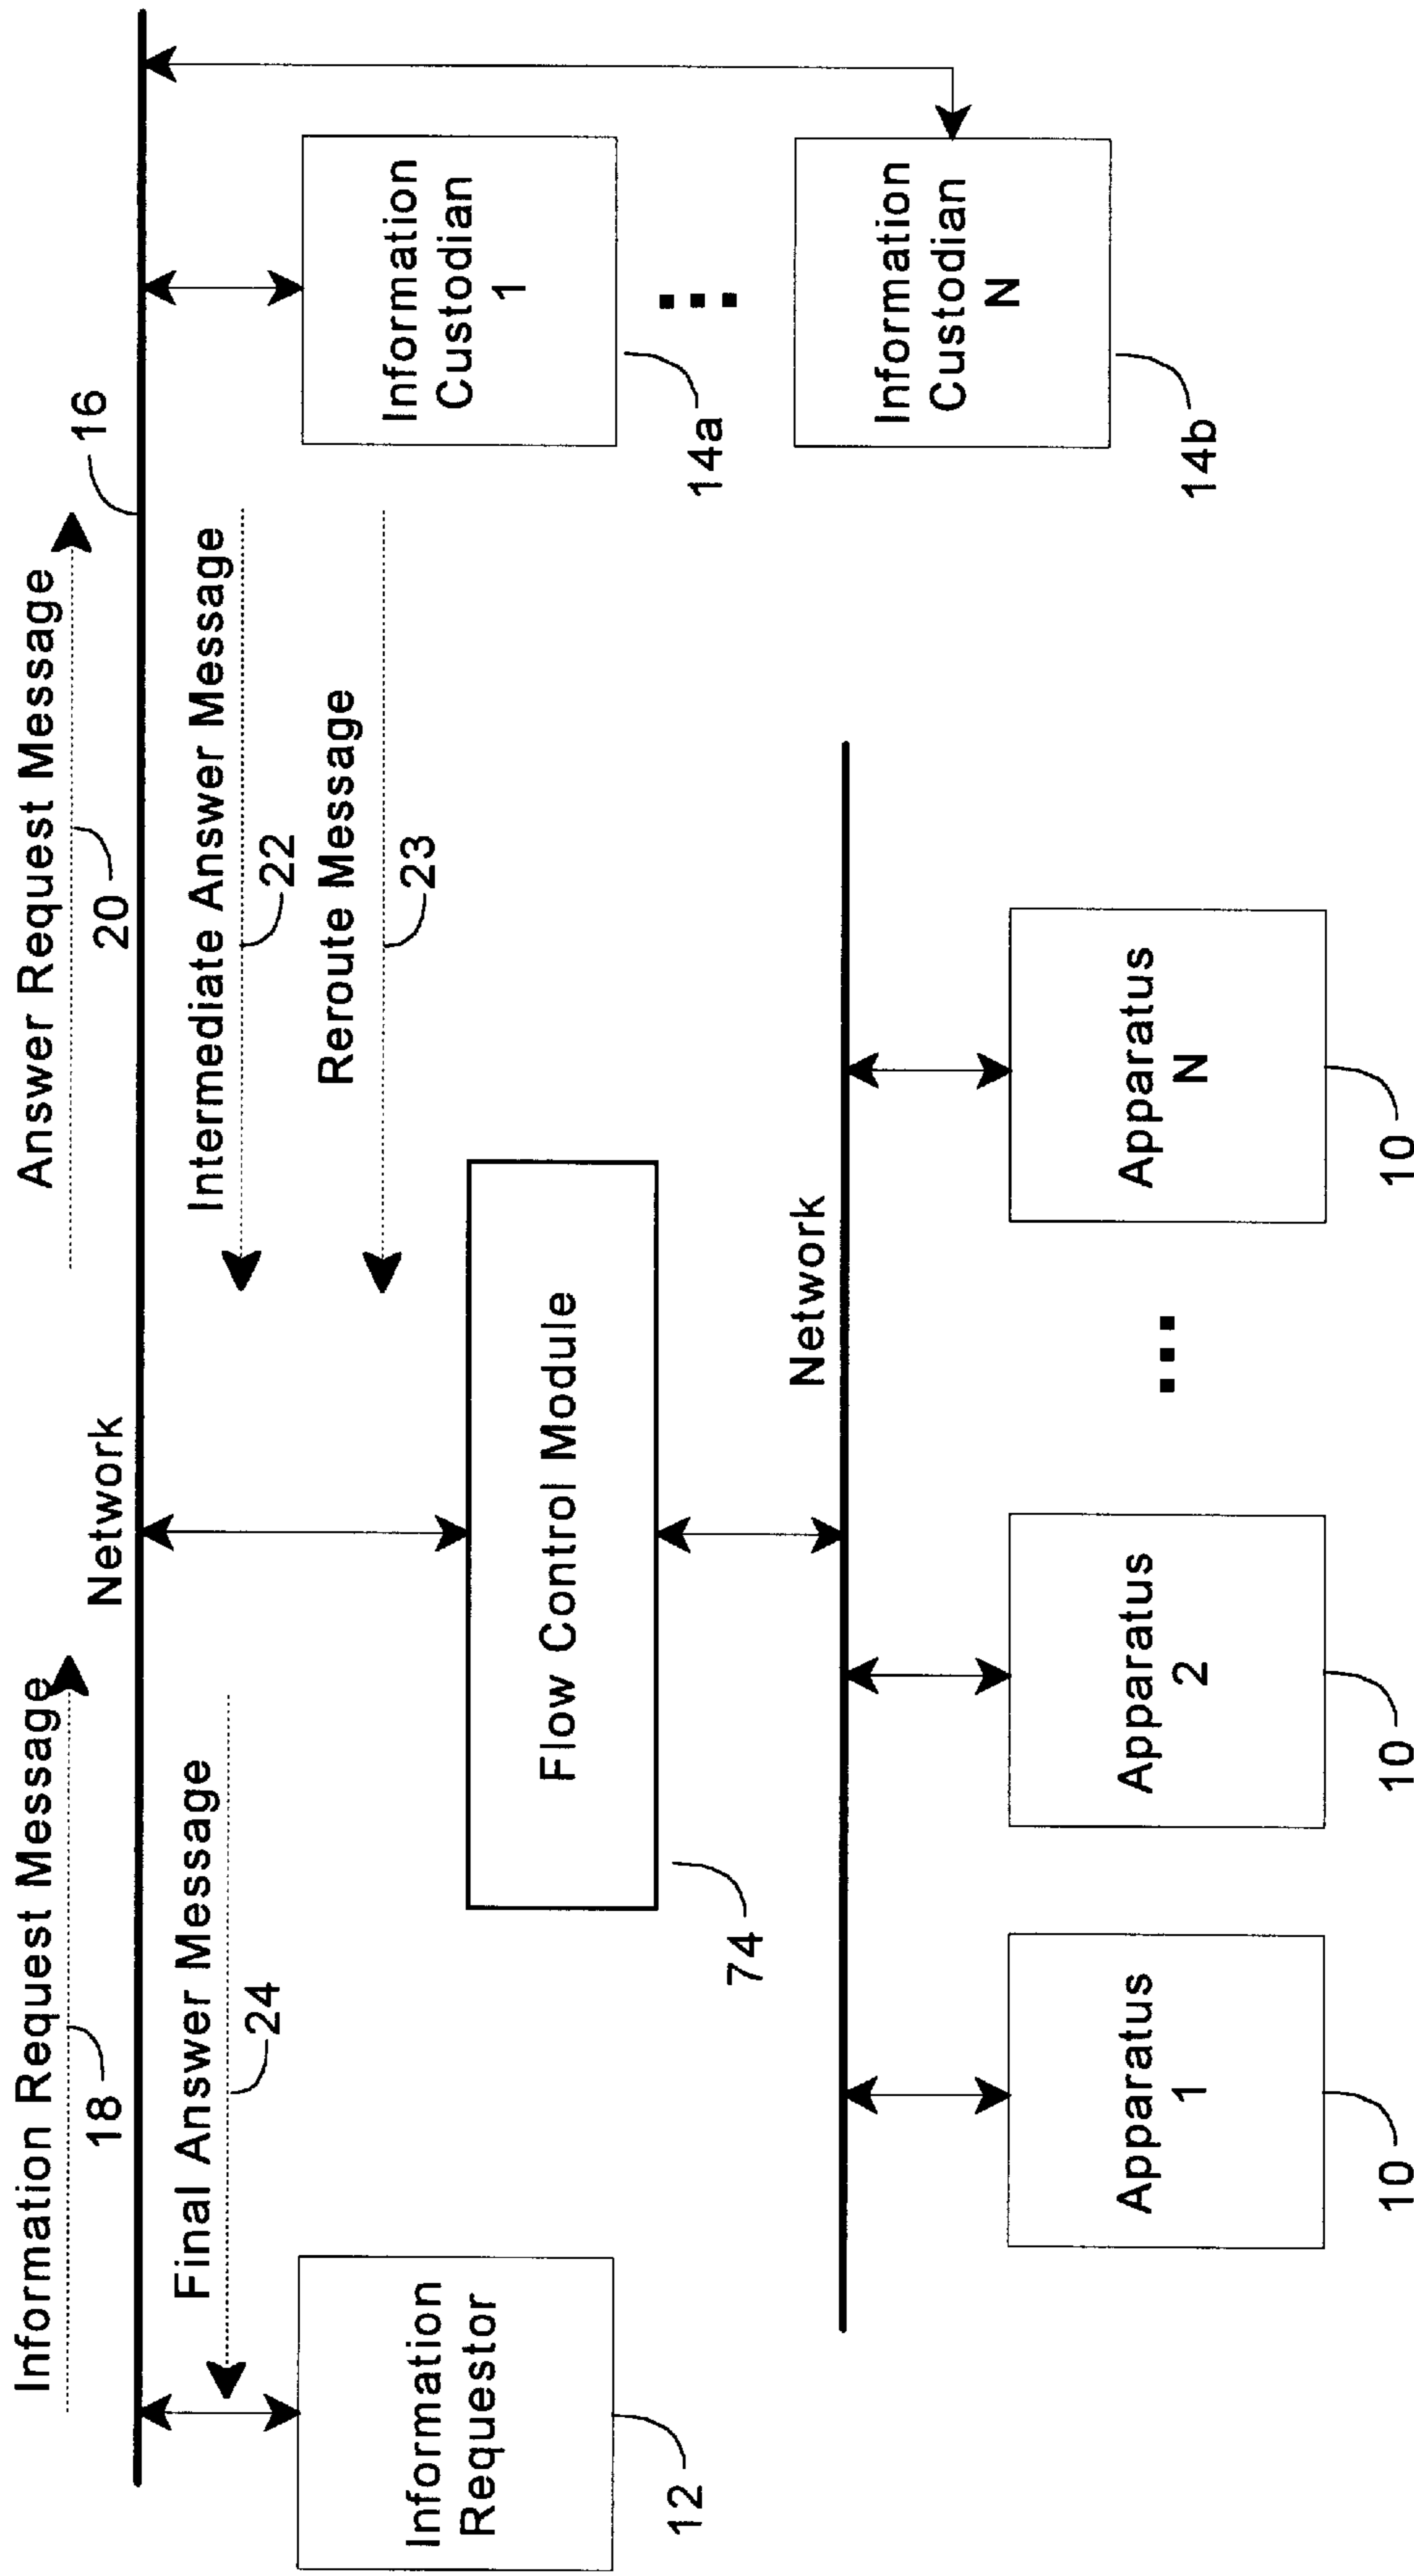 Information Request Message
18
Answer Request Message
20
Network
16
Final Answer Message
24
Intermediate Answer Message
22
Reroute Message
23
Information
Requestor
12
Flow Control Module
74
Information
Custodian
1
14a
Information
Custodian
N
14b
Network
Apparatus
1
10
Apparatus
2
10
Apparatus
N
10